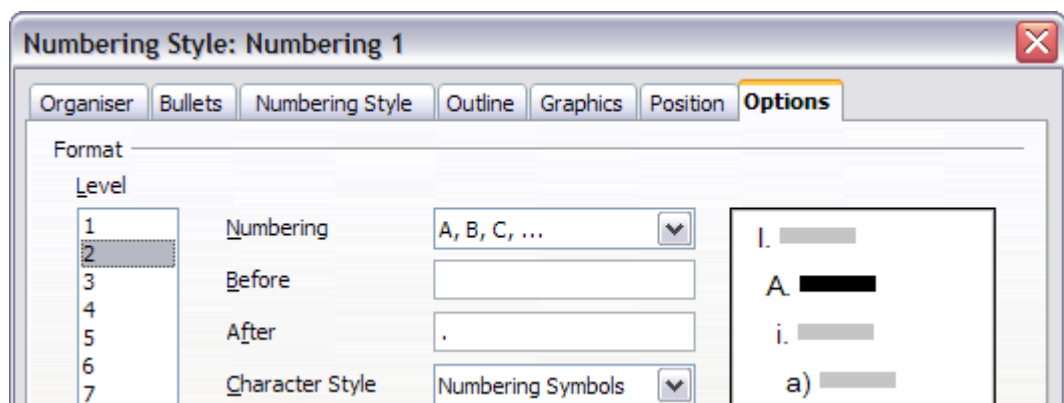 Numbering Style: Numbering 1
Organiser Bullets Numbering Style Outline Graphics Position Options
Format
Level
1
2
3
4
5
6
7
Numbering A, B, C, ...
Before
After .
Character Style Numbering Symbols
I.
A.
i.
a)